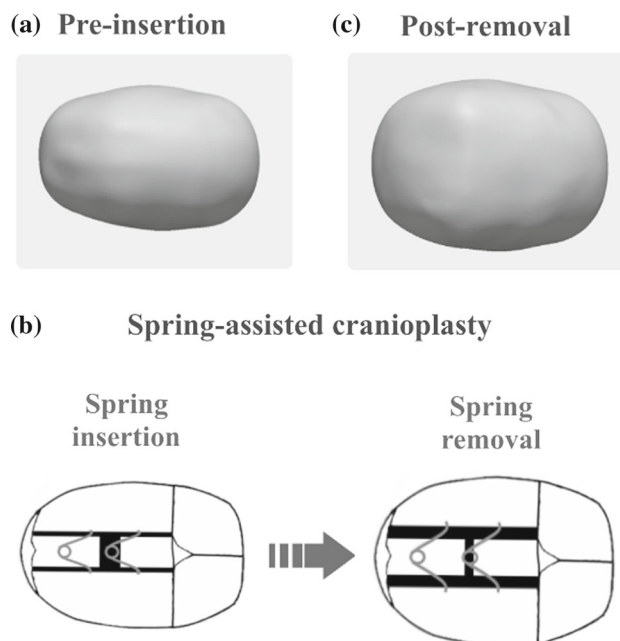 (a) Pre-insertion
(c) Post-removal
(b) Spring-assisted cranioplasty
Spring
insertion
Spring
removal